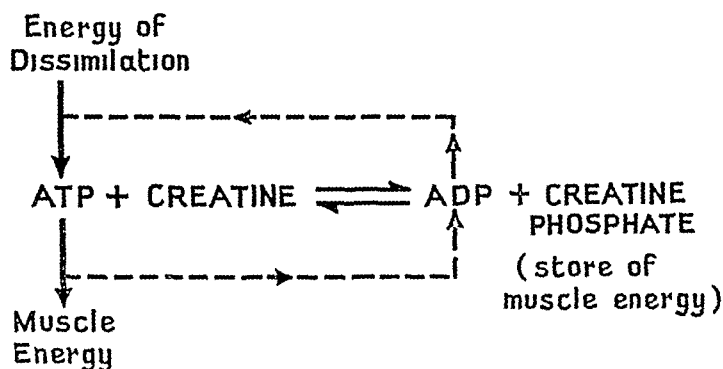 Energy of
Dissimilation
ATP + CREATINE ⇌ ADP + CREATINE
PHOSPHATE
(store of
muscle energy)
Muscle
Energy